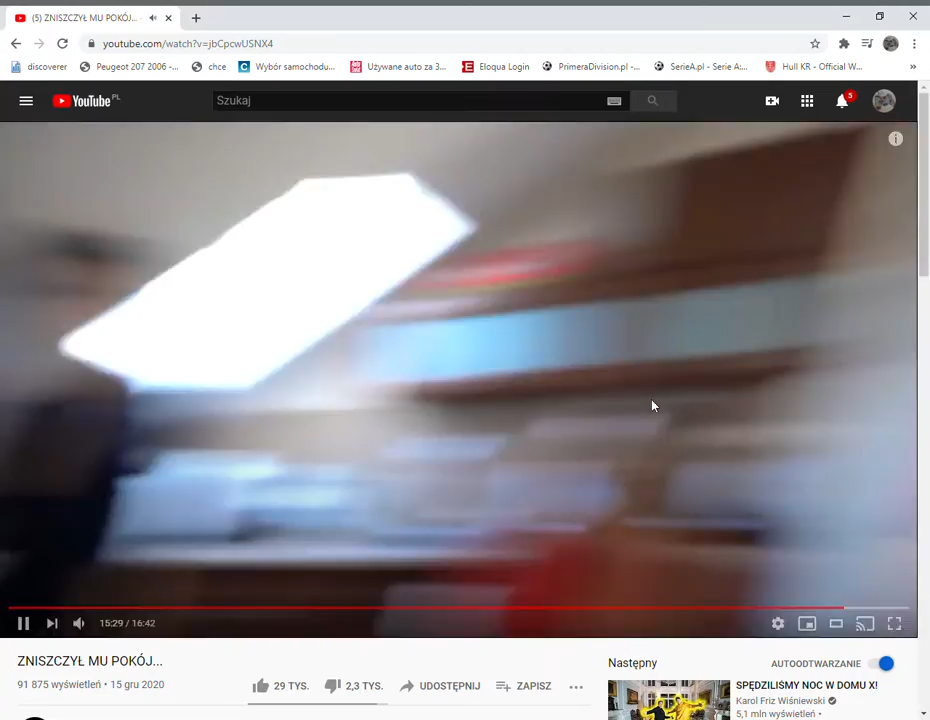 (5) ZNISZCZYŁ MU POKÓJ...
youtube.com/watch?v=jbCpcwUSNX4
discoverer Peugeot 207 2006 -... chce Wybór samochodu... Uzywane auto za 3... Eloqua Login PrimeraDivision.pl -... SerieA.pl - Serie A:... Hull KR - Official W... »
YouTube PL Szukaj 5
15:29 / 16:42
ZNISZCZYŁ MU POKÓJ...
91 875 wyświetleń • 15 gru 2020
29 TYS. 2,3 TYS. UDOSTĘPNIJ ZAPISZ
Następny AUTOODTWARZANIE
SPĘDZILIŚMY NOC W DOMU X!
Karol Friz Wiśniewski
5,1 mln wyświetleń •